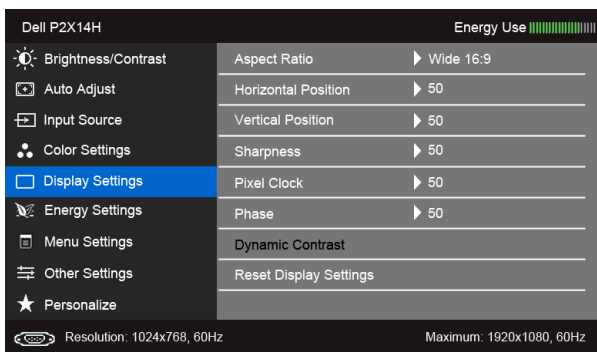 Dell P2X14H Energy Use
Brightness/Contrast Aspect Ratio Wide 16:9
Auto Adjust Horizontal Position 50
Input Source Vertical Position 50
Color Settings Sharpness 50
Display Settings Pixel Clock 50
Energy Settings Phase 50
Menu Settings Dynamic Contrast
Other Settings Reset Display Settings
Personalize
Resolution: 1024x768, 60Hz Maximum: 1920x1080, 60Hz